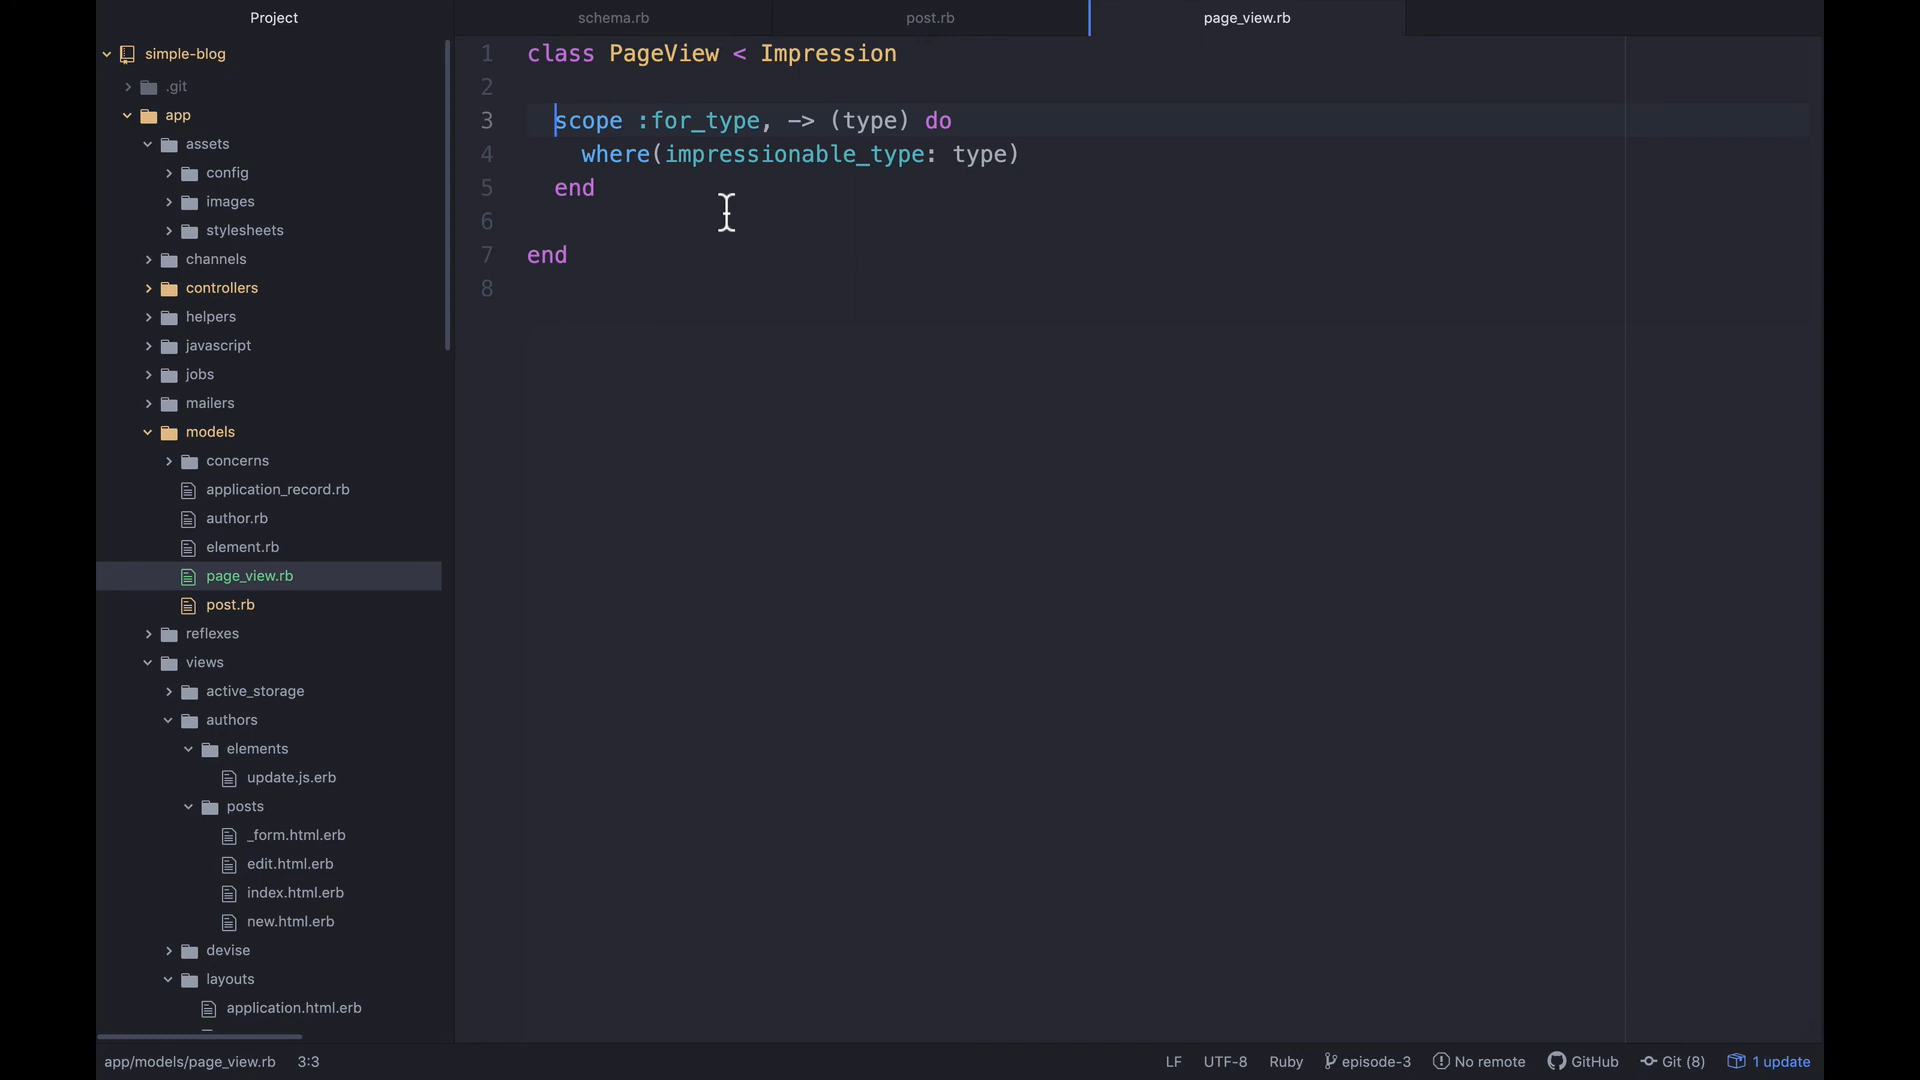 Project
simple-blog
.git
app
assets
config
images
stylesheets
channels
controllers
helpers
javascript
jobs
mailers
models
concerns
application_record.rb
author.rb
element.rb
page_view.rb
post.rb
reflexes
views
active_storage
authors
elements
update.js.erb
posts
_form.html.erb
edit.html.erb
index.html.erb
new.html.erb
devise
layouts
application.html.erb
schema.rb
post.rb
page_view.rb
1 class PageView < Impression
2
3 scope :for_type, -> (type) do
4 where(impressionable_type: type)
5 end
6
7 end
8
app/models/page_view.rb 3:3
LF UTF-8 Ruby episode-3 No remote GitHub Git (8) 1 update